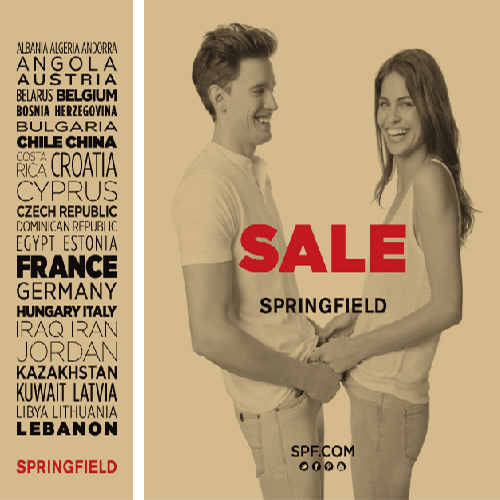 ALBANIA ALGERIA ANDORRA
ANGOLA
AUSTRIA
BELARUS BELGIUM
BOSNIA HERZEGOVINA
BULGARIA
CHILE CHINA
COSTA RICA CROATIA
CYPRUS
CZECH REPUBLIC
DOMINICAN REPUBLIC
EGYPT ESTONIA
FRANCE
GERMANY
HUNGARY ITALY
IRAQ IRAN
JORDAN
KAZAKHSTAN
KUWAIT LATVIA
LIBYA LITHUANIA
LEBANON
SPRINGFIELD
SALE
SPRINGFIELD
SPF.COM